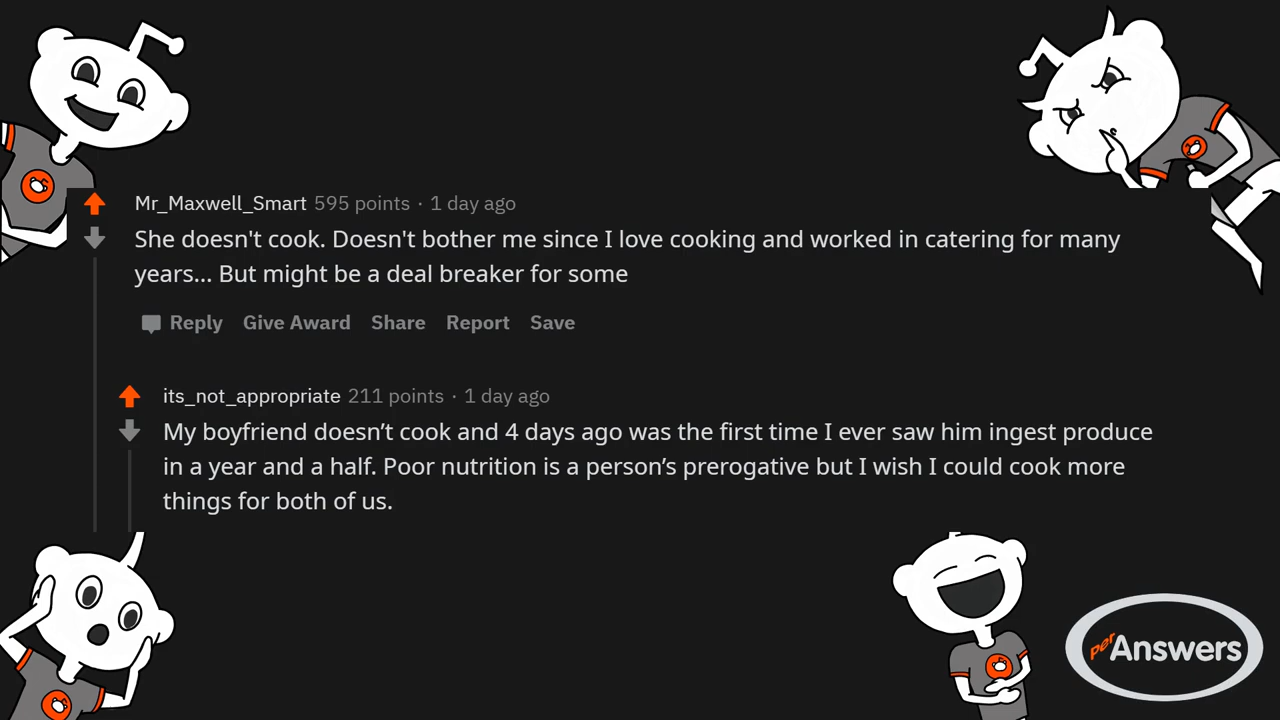 Mr_Maxwell_Smart 595 points · 1 day ago
She doesn't cook. Doesn't bother me since I love cooking and worked in catering for many
years... But might be a deal breaker for some
Reply Give Award Share Report Save
its_not_appropriate 211 points · 1 day ago
My boyfriend doesn’t cook and 4 days ago was the first time I ever saw him ingest produce
in a year and a half. Poor nutrition is a person’s prerogative but I wish I could cook more
things for both of us.
per Answers